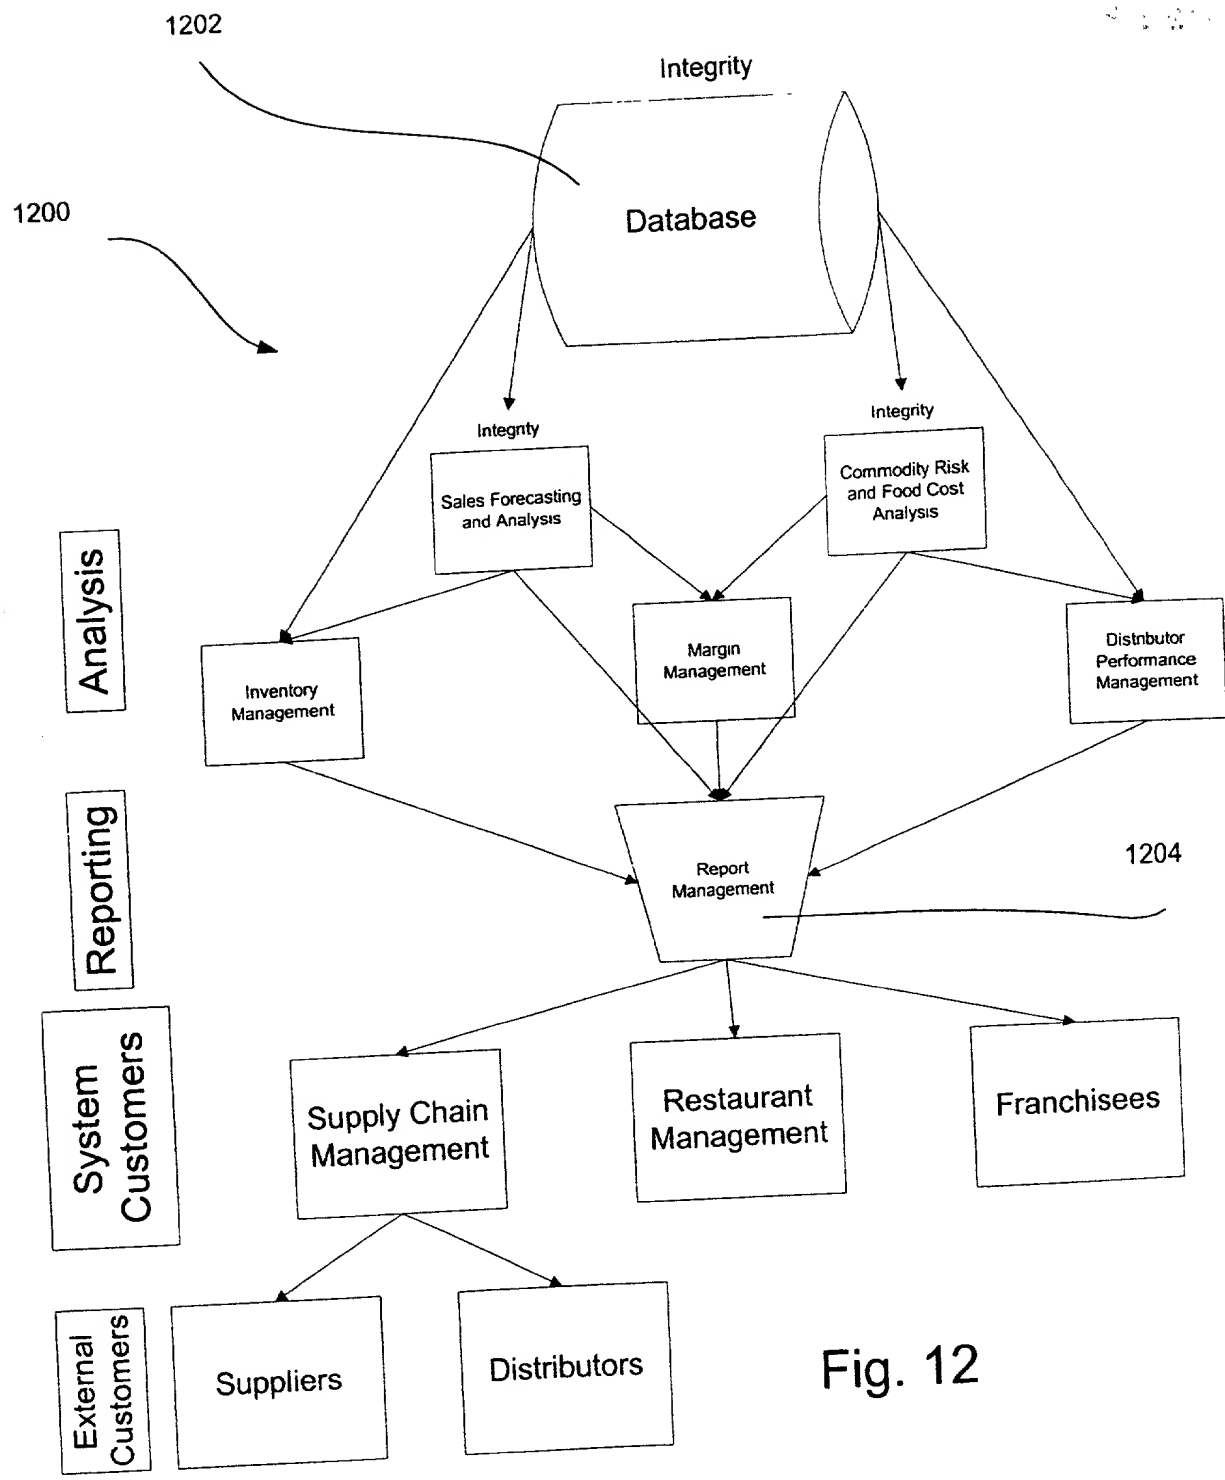 1202
Integrity
1200
Database
Integrity
Integrity
Sales Forecasting
and Analysis
Commodity Risk
and Food Cost
Analysis
Analysis
Inventory
Management
Margin
Management
Distributor
Performance
Management
Reporting
Report
Management
1204
System
Customers
Supply Chain
Management
Restaurant
Management
Franchisees
External
Customers
Suppliers
Distributors
Fig. 12